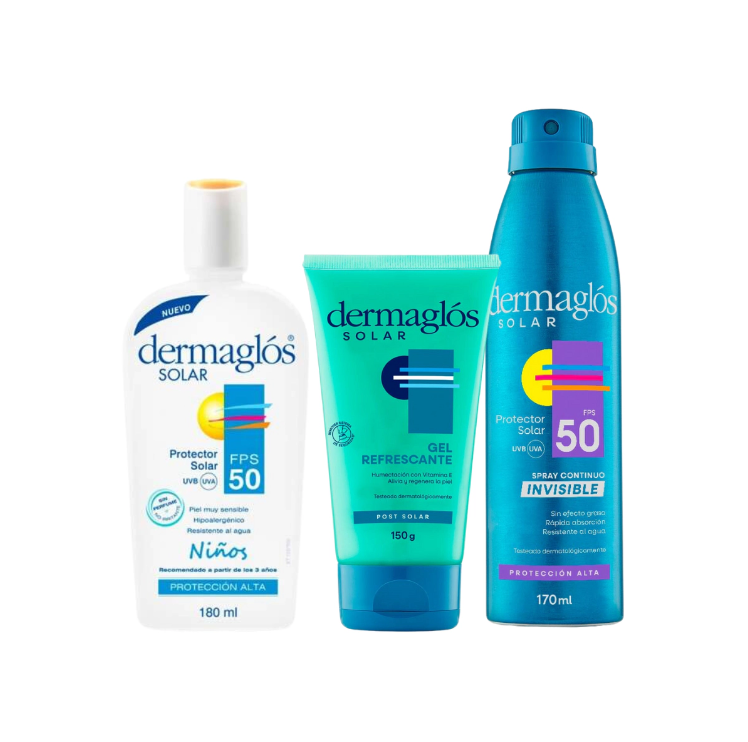 NUEVO
dermaglós®
SOLAR
Protector
Solar
UVB UVA
FPS
50
SIN
PERFUME
Piel muy sensible
Hipoalergénico
Resistente al agua
Niños
Recomendado a partir de los 3 años
PROTECCIÓN ALTA
180 ml
dermaglós
SOLAR
GEL
REFRESCANTE
Humectación con Vitamina E
Alivia y regenera la piel
Testeado dermatológicamente
POST SOLAR
150 g
dermaglós
SOLAR
Protector
Solar
UVB UVA
FPS
50
SPRAY CONTINUO
INVISIBLE
Sin efecto graso
Rápida absorción
Resistente al agua
Testeado dermatológicamente
PROTECCIÓN ALTA
170 ml